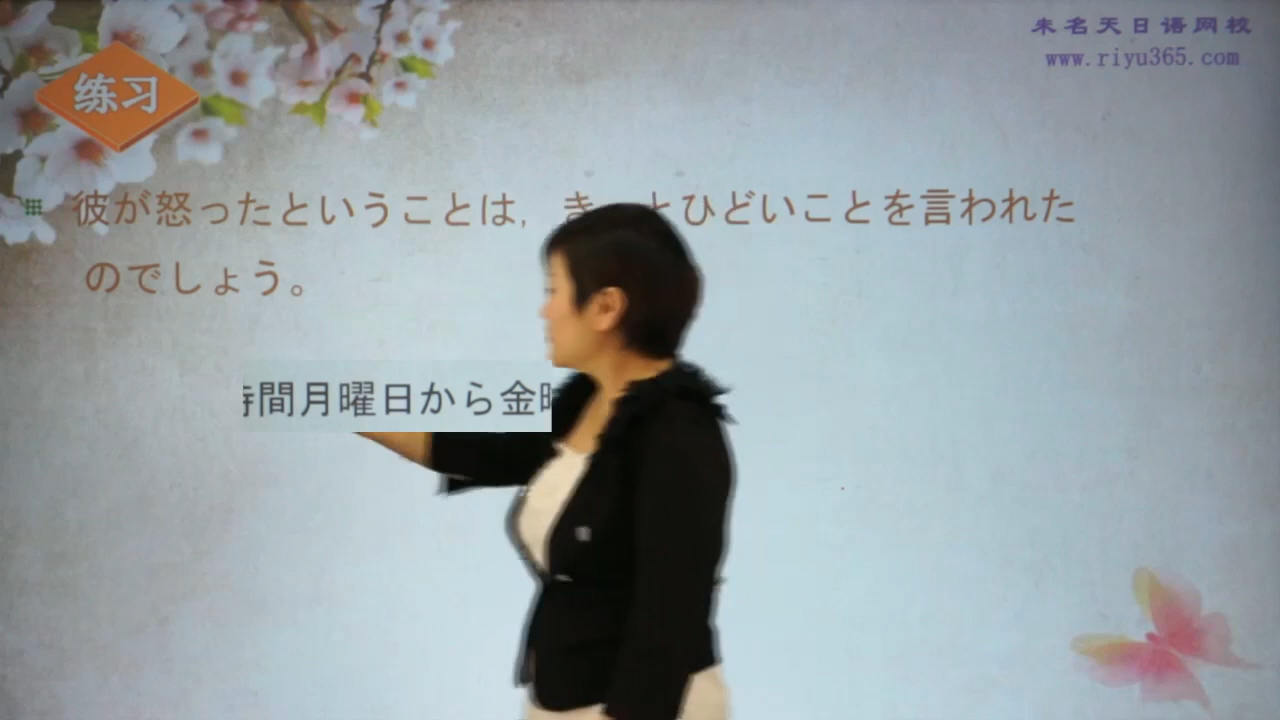 未名天日语网校
www.riyu365.com
练习
彼が怒ったということは, き とひどいことを言われた
のでしょう。
間月曜日から金